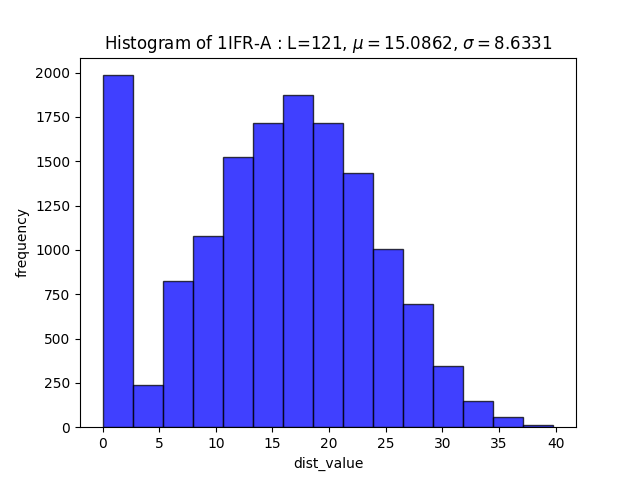 Histogram of 1IFR-A : L=121, μ = 15.0862, σ = 8.6331
2000
1750
1500
1250
1000
750
500
250
0
frequency
0 5 10 15 20 25 30 35 40
dist_value